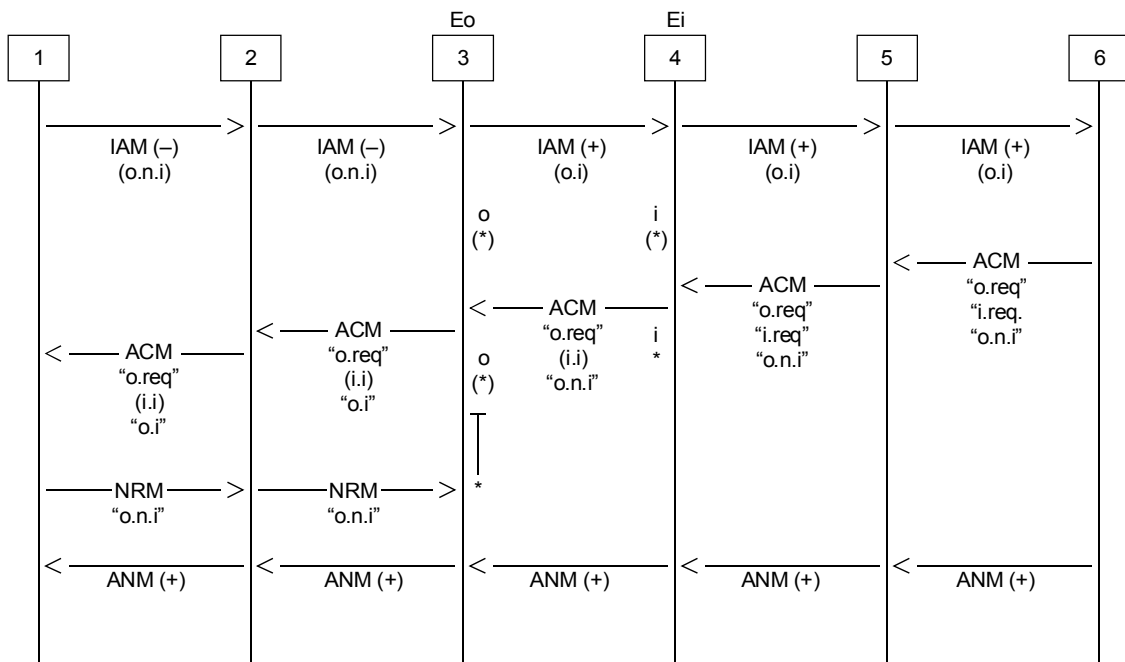 Eo Ei
1 2 3 4 5 6
IAM (–) IAM (–) IAM (+) IAM (+) IAM (+)
(o.n.i) (o.n.i) (o.i) (o.i) (o.i)
o i
(*) (*)
ACM
“o.req”
“i.req.
“o.n.i”
ACM
“o.req”
“i.req”
“o.n.i”
i
*
ACM
“o.req”
(i.i)
“o.n.i”
o
(*)
*
ACM
“o.req”
(i.i)
“o.i”
ACM
“o.req”
(i.i)
“o.i”
NRM NRM
“o.n.i” “o.n.i”
ANM (+) ANM (+) ANM (+) ANM (+) ANM (+)